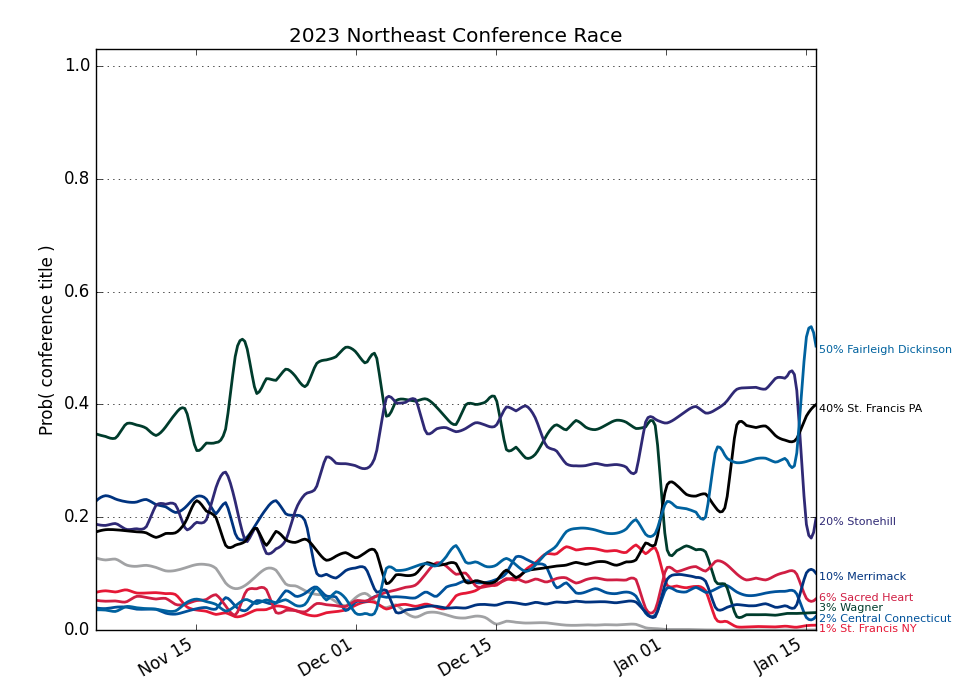 2023 Northeast Conference Race
Prob( conference title )
1.0
0.8
0.6
0.4
0.2
0.0
Nov 15
Dec 01
Dec 15
Jan 01
Jan 15
50% Fairleigh Dickinson
40% St. Francis PA
20% Stonehill
10% Merrimack
6% Sacred Heart
3% Wagner
2% Central Connecticut
1% St. Francis NY